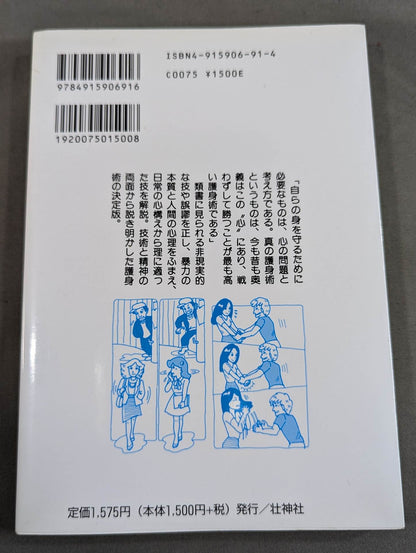 ISBN4-915906-91-4
C0075 ¥1500E
9784915906916
1920075015008
「自らの身を守るために
必要なものは、心の問題と
考え方である。真の護身術
というものは、今も昔も奥
義はこの〝心〟にあり、戦
わずして勝つことが最も高
い護身術である」
類書に見られる非現実的
な技や誤謬を正し、暴力の
本質と人間の心理をふまえ、
日常の心構えから理に適っ
た技を解説。技術と精神の
両面から説き明かした護身
術の決定版。
定価1,575円（本体1,500円+税）発行/壮神社